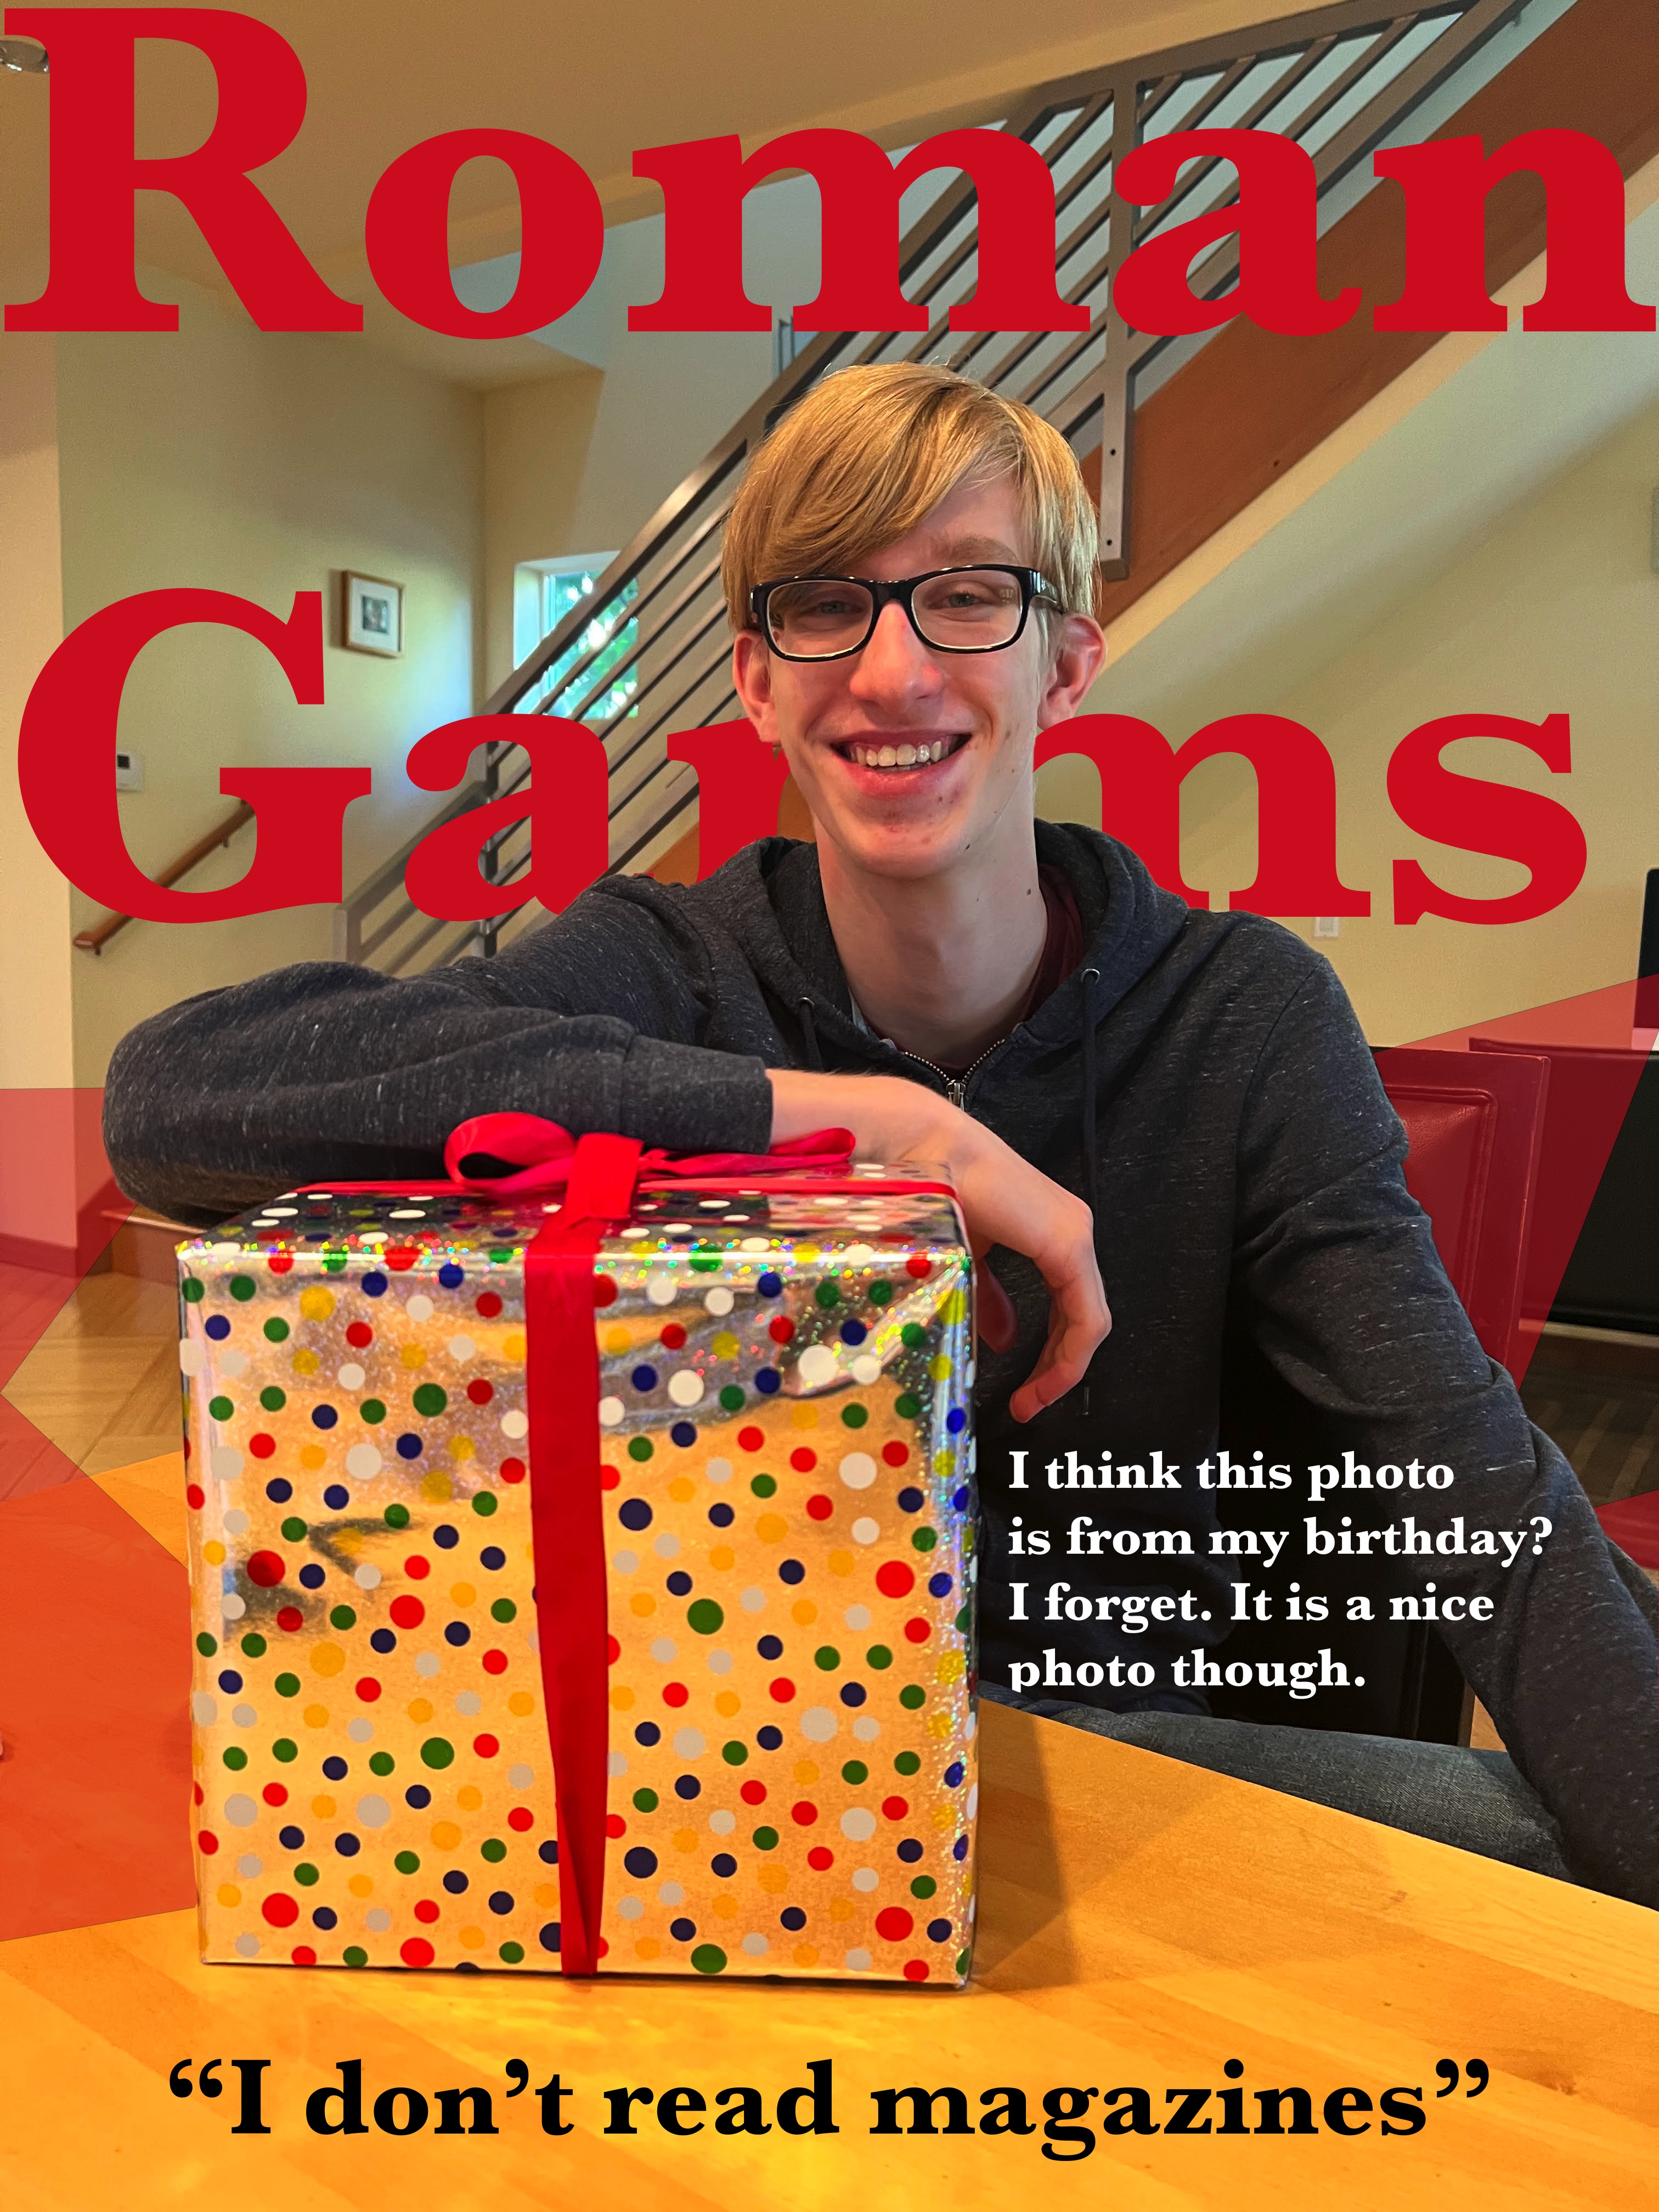 Roman
I think this photo
is from my birthday?
I forget. It is a nice
photo though.
“I don’t read magazines”